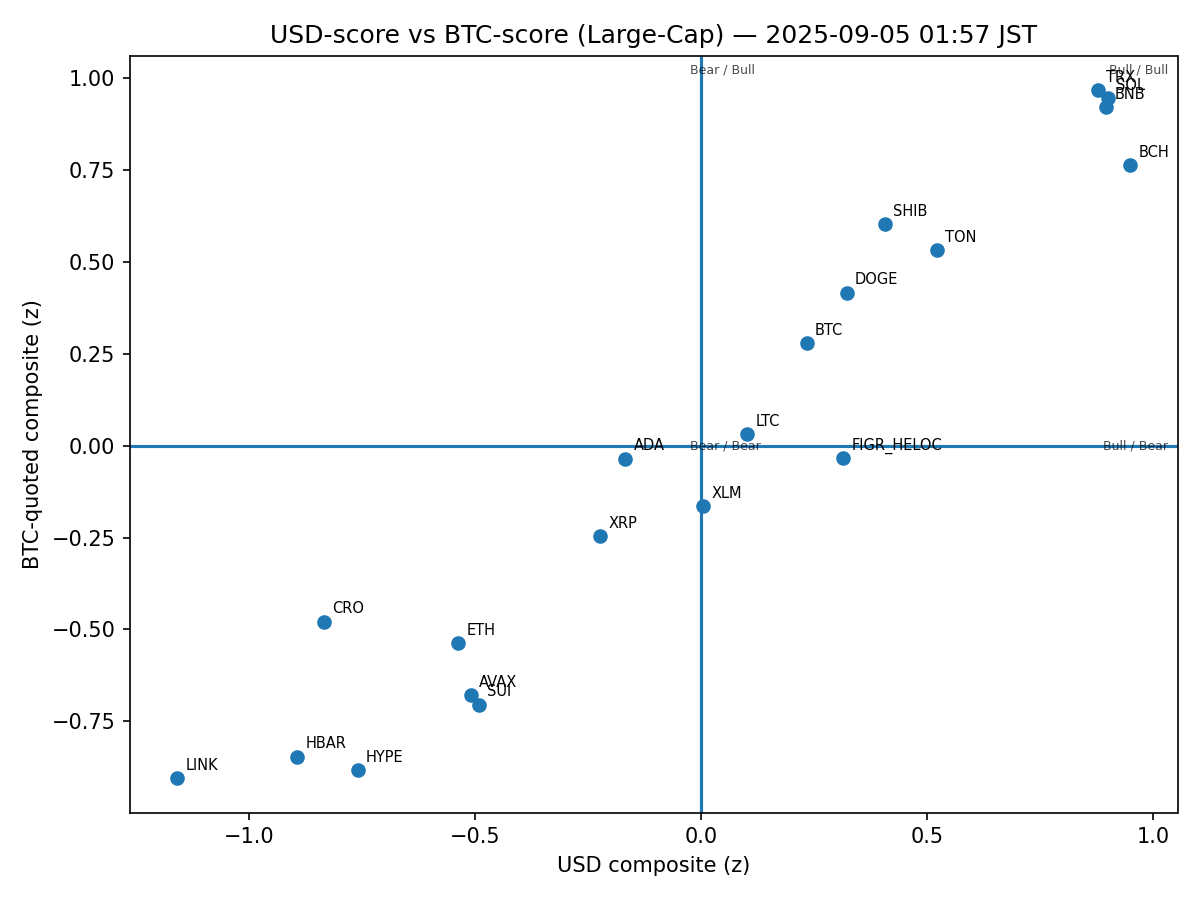 USD-score vs BTC-score (Large-Cap) — 2025-09-05 01:57 JST
Bear / Bull
Bull / Bull
TRX
SOL
BNB
BCH
SHIB
TON
DOGE
BTC
LTC
ADA
Bear / Bear
FIGR_HELOC
Bull / Bear
XLM
XRP
CRO
ETH
AVAX
SUI
HBAR
HYPE
LINK
1.00
0.75
0.50
0.25
0.00
−0.25
−0.50
−0.75
BTC-quoted composite (z)
−1.0
−0.5
0.0
0.5
1.0
USD composite (z)